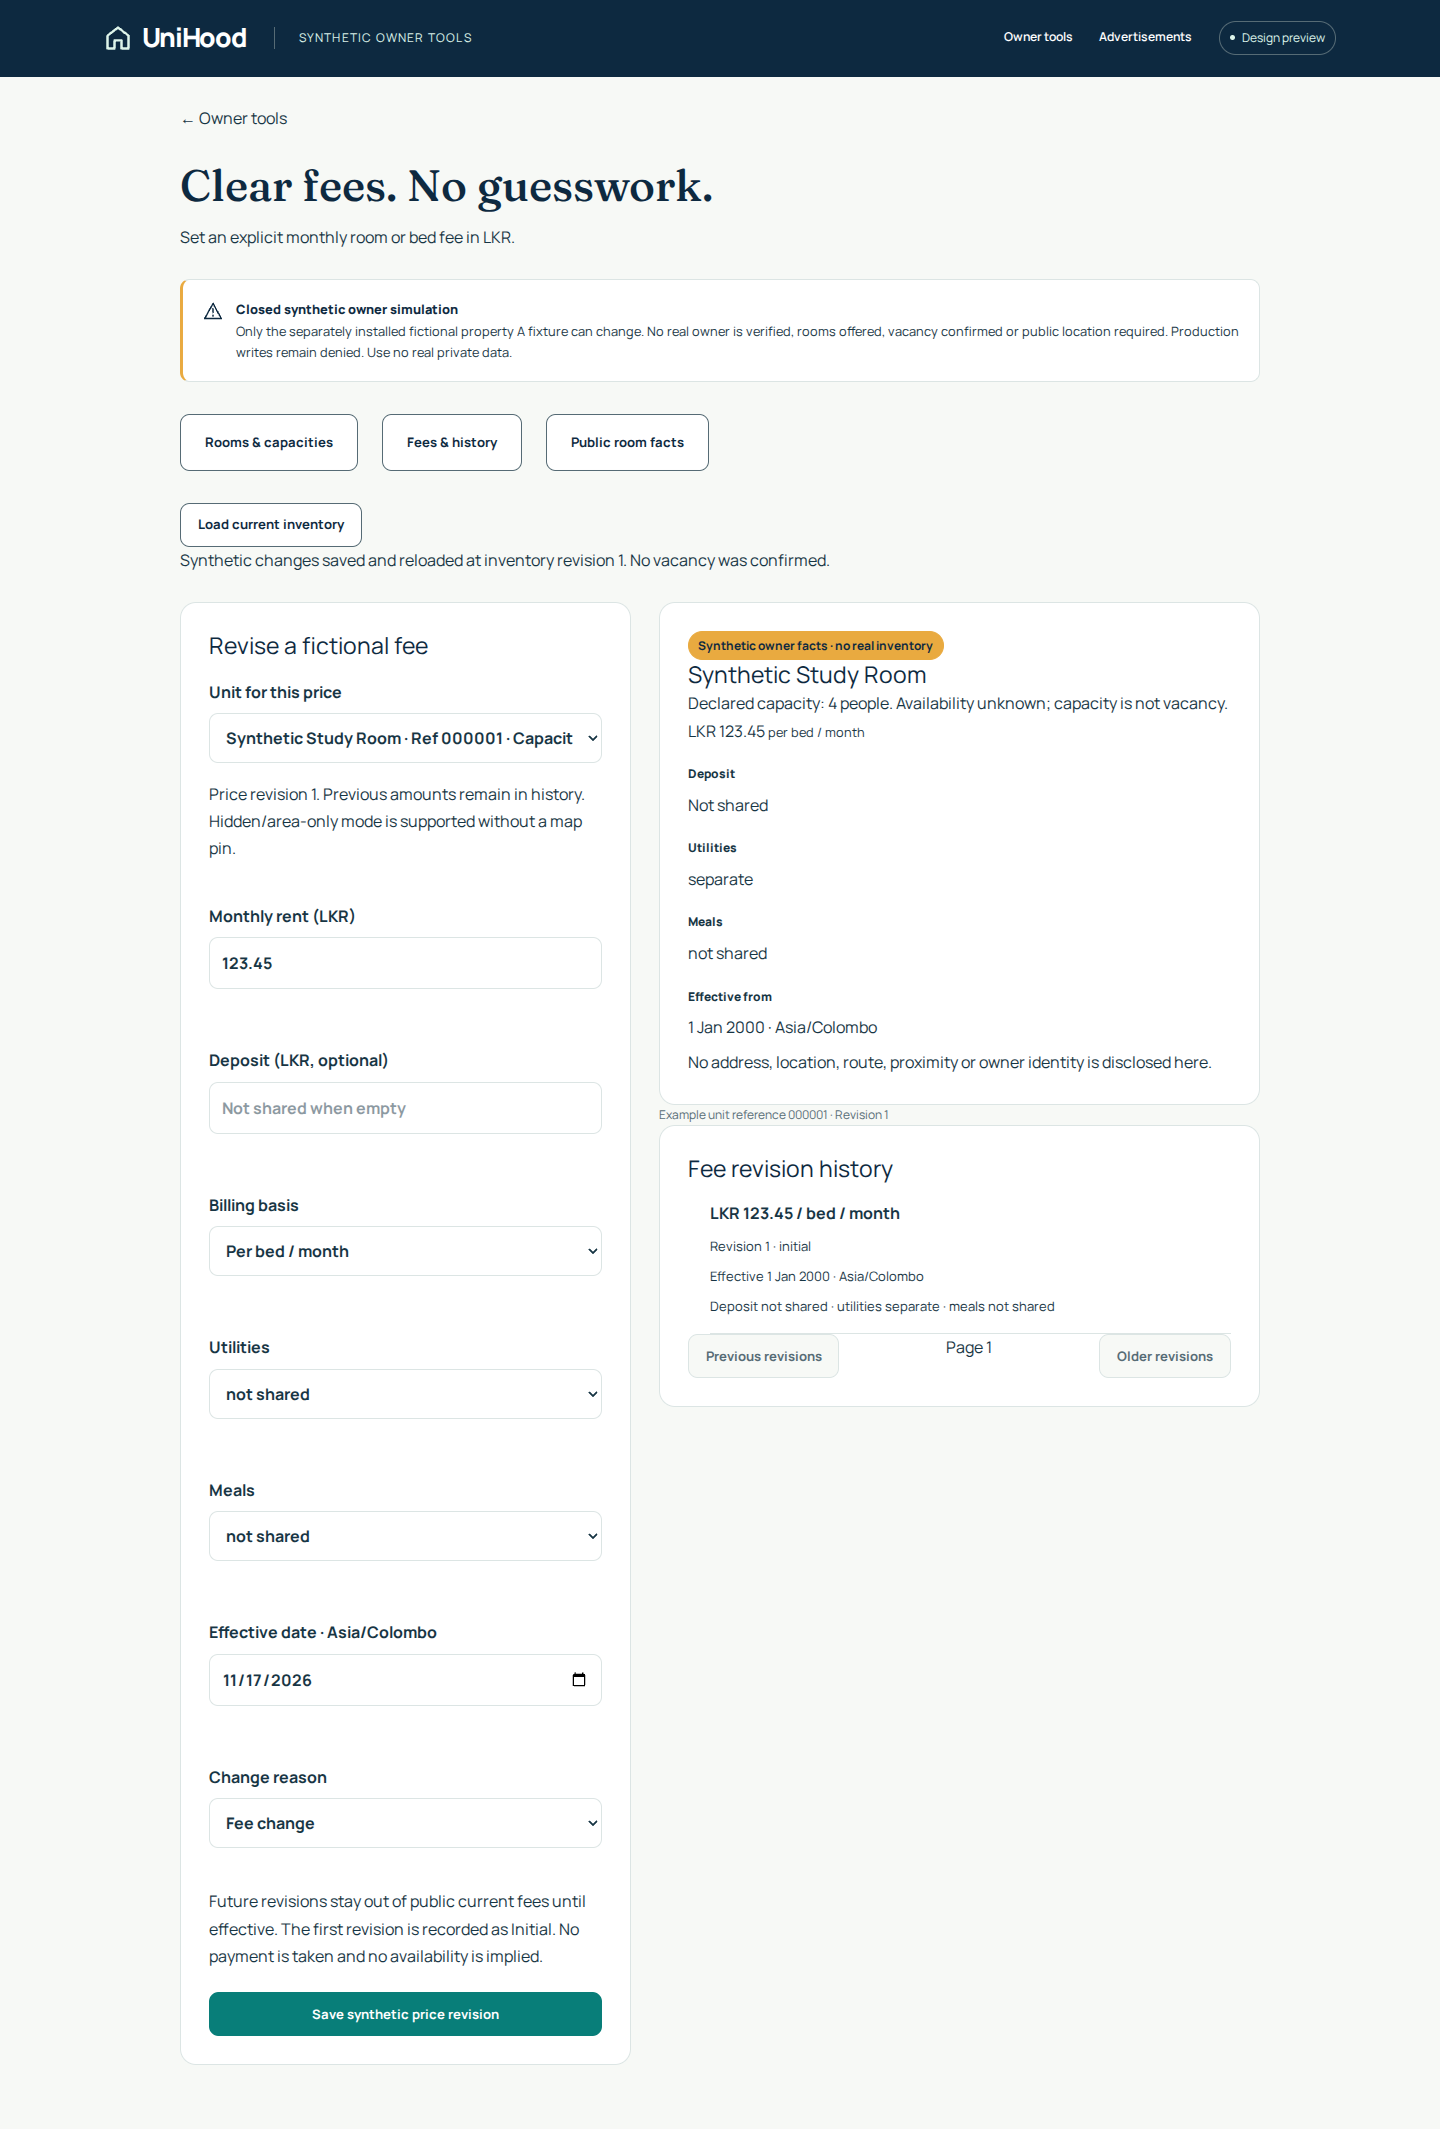 UniHood
SYNTHETIC OWNER TOOLS
Owner tools
Advertisements
Design preview
← Owner tools
Clear fees. No guesswork.
Set an explicit monthly room or bed fee in LKR.
Closed synthetic owner simulation
Only the separately installed fictional property A fixture can change. No real owner is verified, rooms offered, vacancy confirmed or public location required. Production
writes remain denied. Use no real private data.
Rooms & capacities
Fees & history
Public room facts
Load current inventory
Synthetic changes saved and reloaded at inventory revision 1. No vacancy was confirmed.
Revise a fictional fee
Unit for this price
Synthetic Study Room · Ref 000001 · Capacit
Price revision 1. Previous amounts remain in history.
Hidden/area-only mode is supported without a map
pin.
Monthly rent (LKR)
123.45
Deposit (LKR, optional)
Not shared when empty
Billing basis
Per bed / month
Utilities
not shared
Meals
not shared
Effective date · Asia/Colombo
11/17/2026
Change reason
Fee change
Future revisions stay out of public current fees until
effective. The first revision is recorded as Initial. No
payment is taken and no availability is implied.
Save synthetic price revision
Synthetic owner facts · no real inventory
Synthetic Study Room
Declared capacity: 4 people. Availability unknown; capacity is not vacancy.
LKR 123.45 per bed / month
Deposit
Not shared
Utilities
separate
Meals
not shared
Effective from
1 Jan 2000 · Asia/Colombo
No address, location, route, proximity or owner identity is disclosed here.
Example unit reference 000001 · Revision 1
Fee revision history
LKR 123.45 / bed / month
Revision 1 · initial
Effective 1 Jan 2000 · Asia/Colombo
Deposit not shared · utilities separate · meals not shared
Previous revisions
Page 1
Older revisions